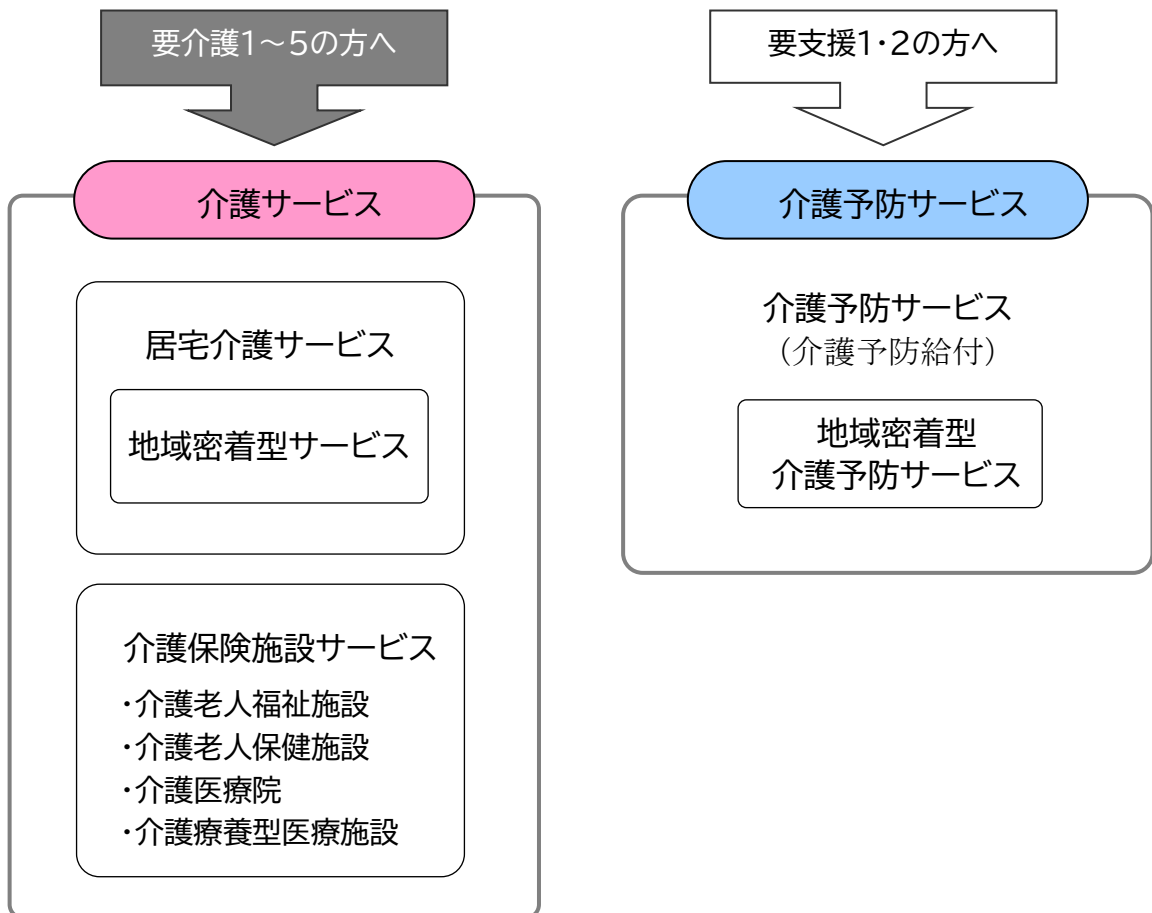 要介護1～5の方へ
介護サービス
居宅介護サービス
地域密着型サービス
介護保険施設サービス
・介護老人福祉施設
・介護老人保健施設
・介護医療院
・介護療養型医療施設
要支援1・2の方へ
介護予防サービス
介護予防サービス
（介護予防給付）
地域密着型
介護予防サービス